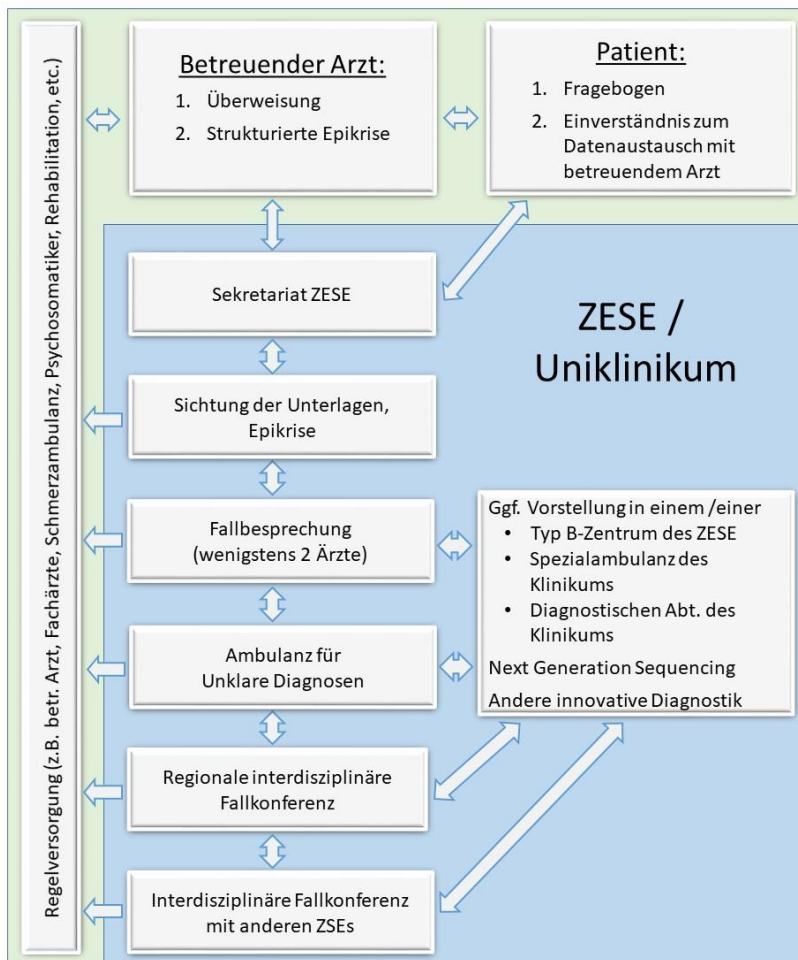 Regelversorgung (z.B. betr. Arzt, Fachärzte, Schmerzambulanz, Psychosomatiker, Rehabilitation, etc.)
Betreuender Arzt:
1. Überweisung
2. Strukturierte Epikrise
Patient:
1. Fragebogen
2. Einverständnis zum
Datenaustausch mit
betreuendem Arzt
Sekretariat ZESE
ZESE /
Uniklinikum
Sichtung der Unterlagen,
Epikrise
Fallbesprechung
(wenigstens 2 Ärzte)
Ggf. Vorstellung in einem /einer
• Typ B-Zentrum des ZESE
• Spezialambulanz des
Klinikums
• Diagnostischen Abt. des
Klinikums
Next Generation Sequencing
Andere innovative Diagnostik
Ambulanz für
Unklare Diagnosen
Regionale interdisziplinäre
Fallkonferenz
Interdisziplinäre Fallkonferenz
mit anderen ZSEs